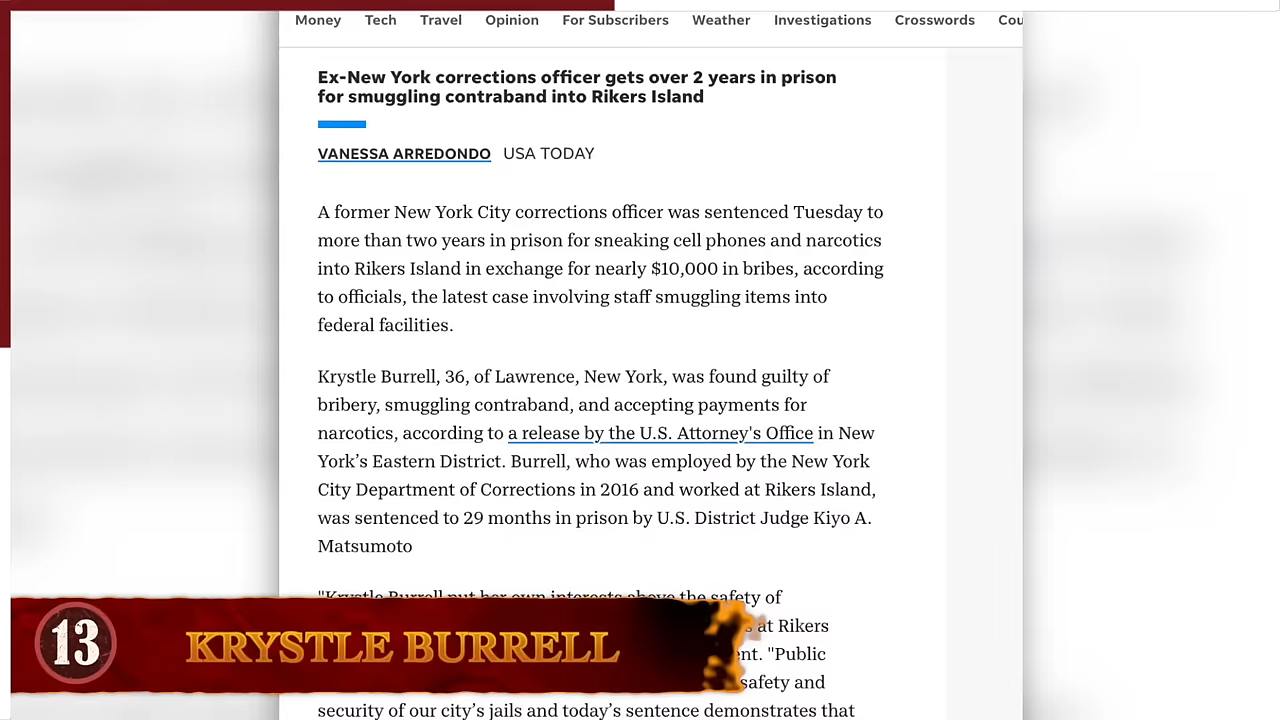 Money Tech Travel Opinion For Subscribers Weather Investigations Crosswords Cou
Ex-New York corrections officer gets over 2 years in prison
for smuggling contraband into Rikers Island
VANESSA ARREDONDO USA TODAY
A former New York City corrections officer was sentenced Tuesday to
more than two years in prison for sneaking cell phones and narcotics
into Rikers Island in exchange for nearly $10,000 in bribes, according
to officials, the latest case involving staff smuggling items into
federal facilities.
Krystle Burrell, 36, of Lawrence, New York, was found guilty of
bribery, smuggling contraband, and accepting payments for
narcotics, according to a release by the U.S. Attorney's Office in New
York’s Eastern District. Burrell, who was employed by the New York
City Department of Corrections in 2016 and worked at Rikers Island,
was sentenced to 29 months in prison by U.S. District Judge Kiyo A.
Matsumoto
"Krystle Burrell put her own interests above the safety of
at Rikers
"Public
safety and
security of our city’s jails and today’s sentence demonstrates that
13 KRYSTLE BURRELL